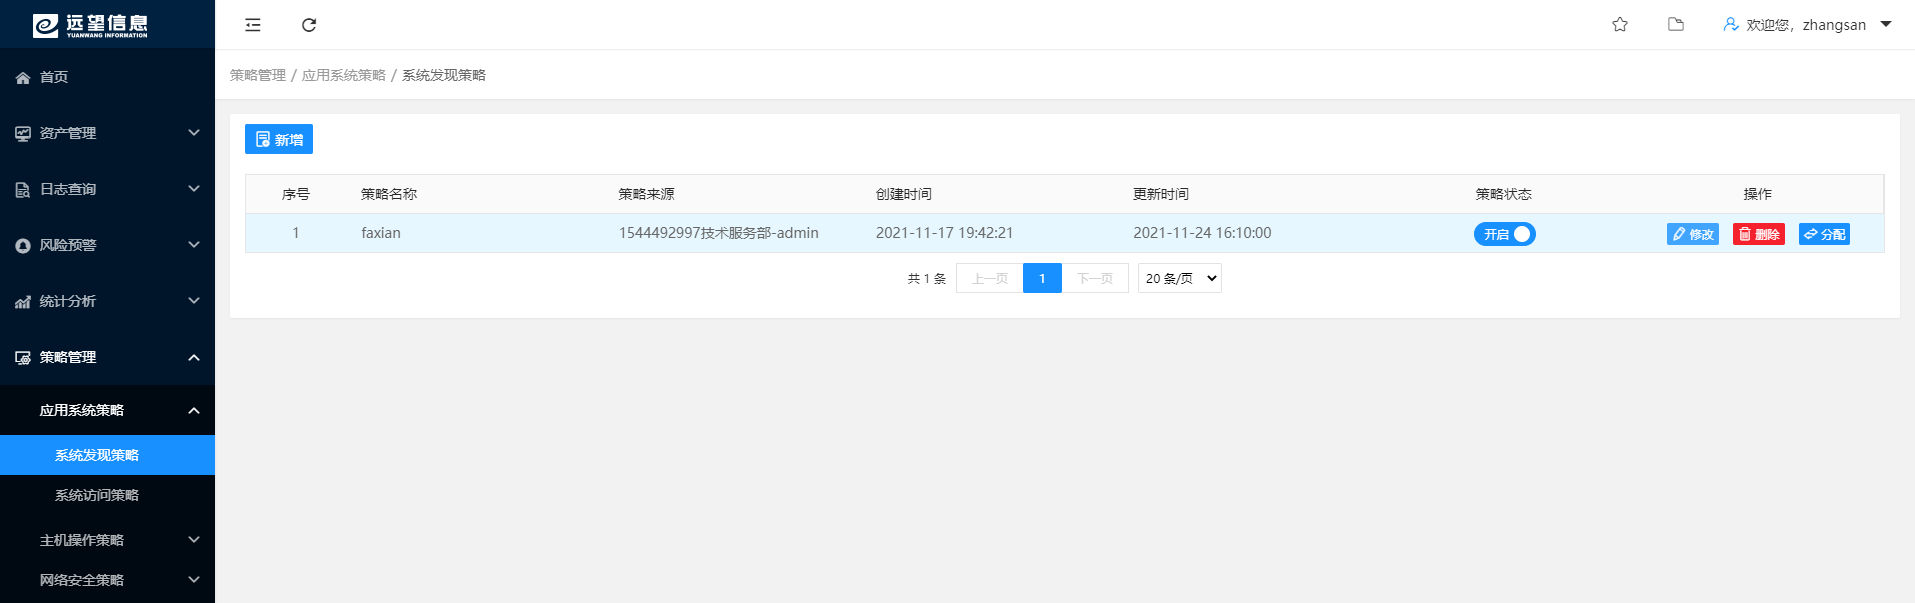 远望信息
YUANWANG INFORMATION
欢迎您，zhangsan
首页
资产管理
日志查询
风险预警
统计分析
策略管理
应用系统策略
系统发现策略
系统访问策略
主机操作策略
网络安全策略
策略管理 / 应用系统策略 / 系统发现策略
新增
序号 策略名称 策略来源 创建时间 更新时间 策略状态 操作
1 faxian 1544492997技术服务部-admin 2021-11-17 19:42:21 2021-11-24 16:10:00 开启 修改 删除 分配
共 1 条 上一页 1 下一页 20 条/页